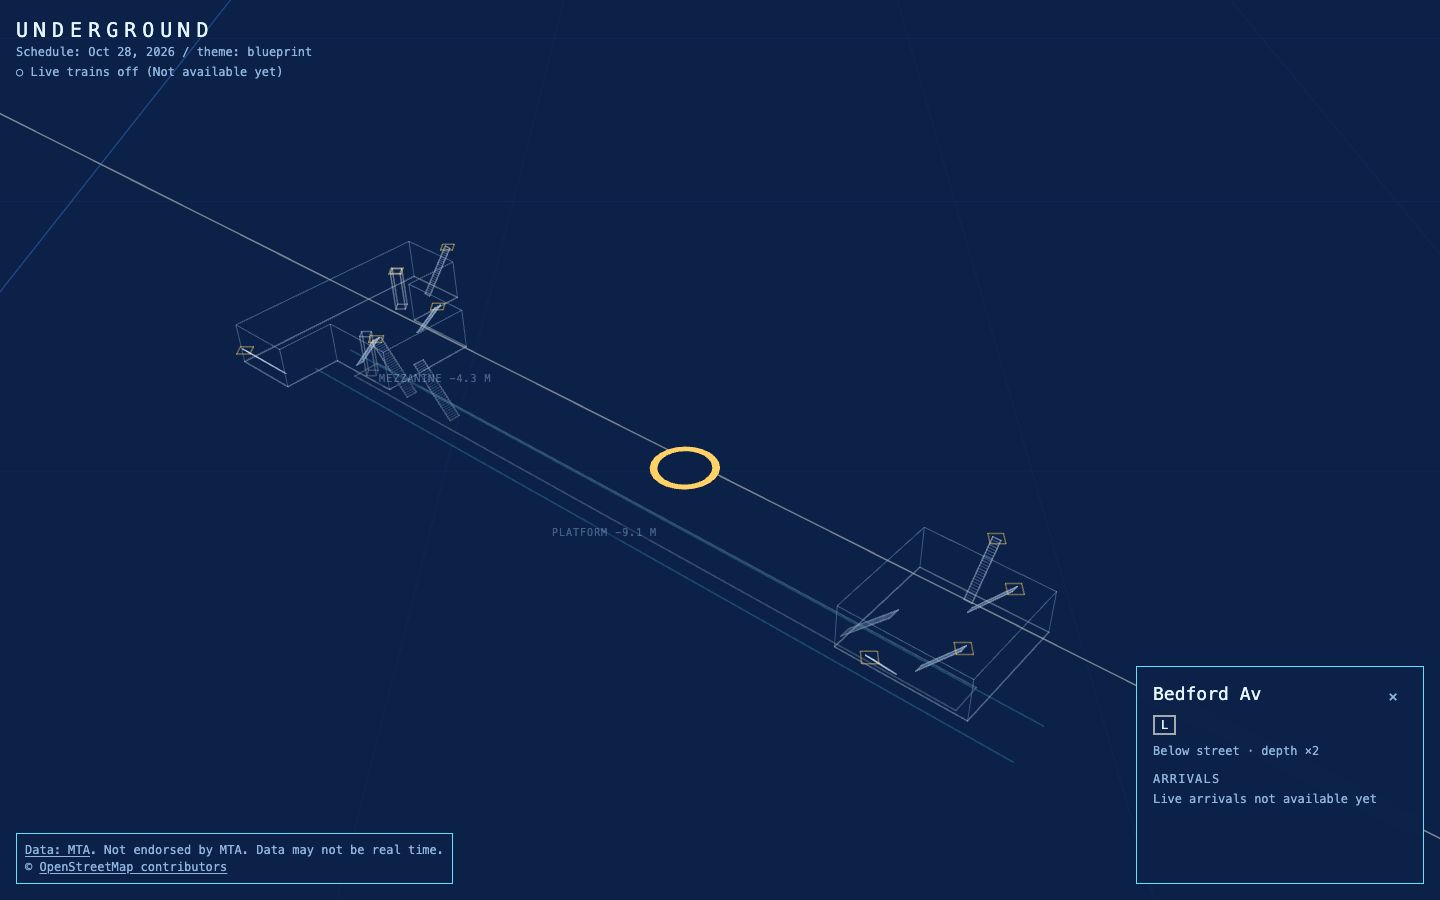 UNDERGROUND
Schedule: Oct 28, 2026 / theme: blueprint
○ Live trains off (Not available yet)
MEZZANINE −4.3 M
PLATFORM −9.1 M
Bedford Av ×
L
Below street · depth ×2
ARRIVALS
Live arrivals not available yet
Data: MTA. Not endorsed by MTA. Data may not be real time.
© OpenStreetMap contributors